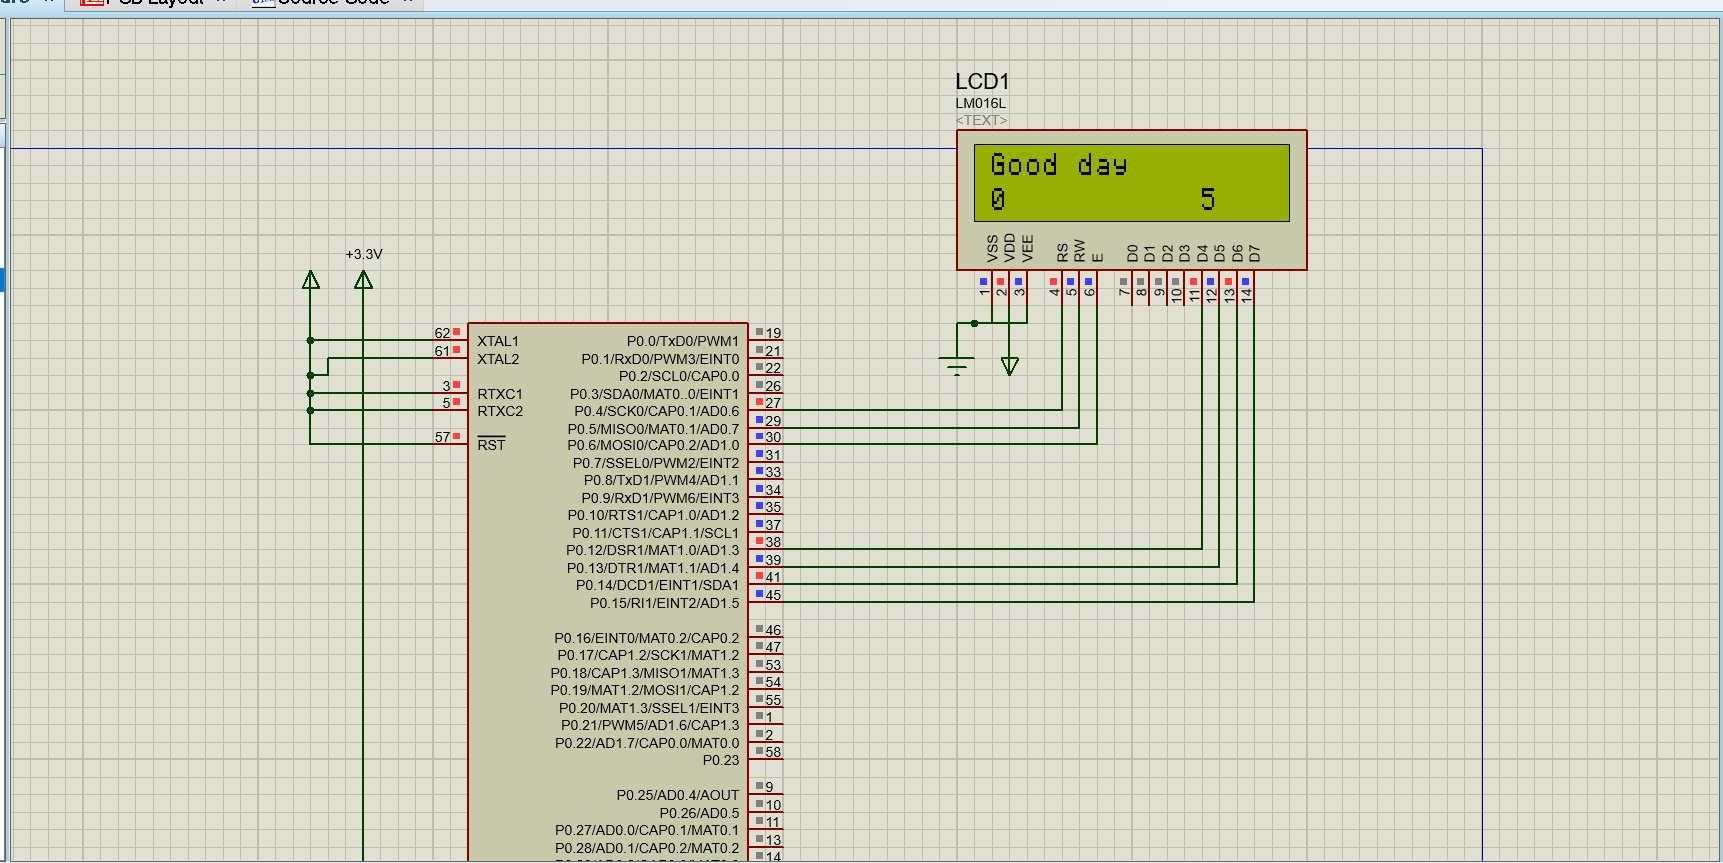 PCB Layout
Source Code
LCD1
LM016L
<TEXT>
Good day
0 5
VSS VDD VEE RS RW E D0 D1 D2 D3 D4 D5 D6 D7
1 2 3 4 5 6 7 8 9 10 11 12 13 14
+3.3V
62 XTAL1 P0.0/TxD0/PWM1 19
61 XTAL2 P0.1/RxD0/PWM3/EINT0 21
P0.2/SCL0/CAP0.0 22
3 RTXC1 P0.3/SDA0/MAT0..0/EINT1 26
5 RTXC2 P0.4/SCK0/CAP0.1/AD0.6 27
P0.5/MISO0/MAT0.1/AD0.7 29
57 RST P0.6/MOSI0/CAP0.2/AD1.0 30
P0.7/SSEL0/PWM2/EINT2 31
P0.8/TxD1/PWM4/AD1.1 33
P0.9/RxD1/PWM6/EINT3 34
P0.10/RTS1/CAP1.0/AD1.2 35
P0.11/CTS1/CAP1.1/SCL1 37
P0.12/DSR1/MAT1.0/AD1.3 38
P0.13/DTR1/MAT1.1/AD1.4 39
P0.14/DCD1/EINT1/SDA1 41
P0.15/RI1/EINT2/AD1.5 45
P0.16/EINT0/MAT0.2/CAP0.2 46
P0.17/CAP1.2/SCK1/MAT1.2 47
P0.18/CAP1.3/MISO1/MAT1.3 53
P0.19/MAT1.2/MOSI1/CAP1.2 54
P0.20/MAT1.3/SSEL1/EINT3 55
P0.21/PWM5/AD1.6/CAP1.3 1
P0.22/AD1.7/CAP0.0/MAT0.0 2
P0.23 58
P0.25/AD0.4/AOUT 9
P0.26/AD0.5 10
P0.27/AD0.0/CAP0.1/MAT0.1 11
P0.28/AD0.1/CAP0.2/MAT0.2 13
14